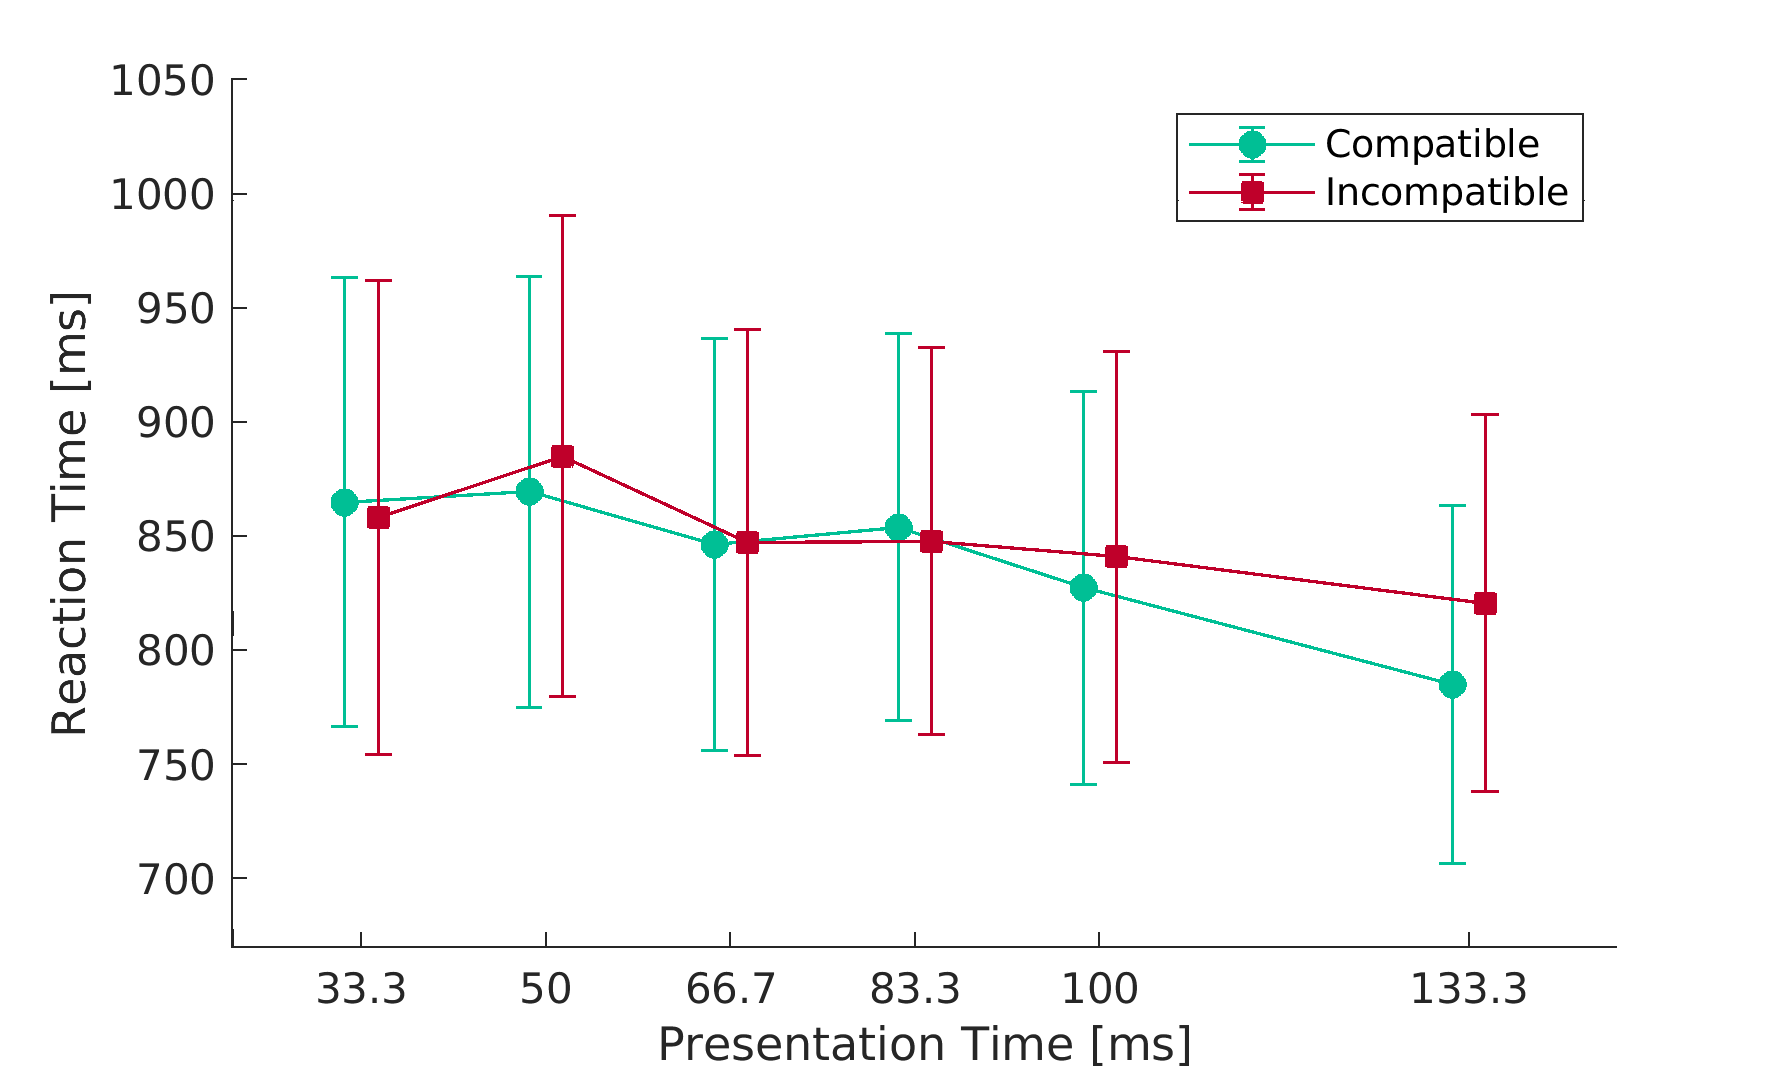 1050
1000
950
900
850
800
750
700
Reaction Time [ms]
Compatible
Incompatible
33.3 50 66.7 83.3 100 133.3
Presentation Time [ms]